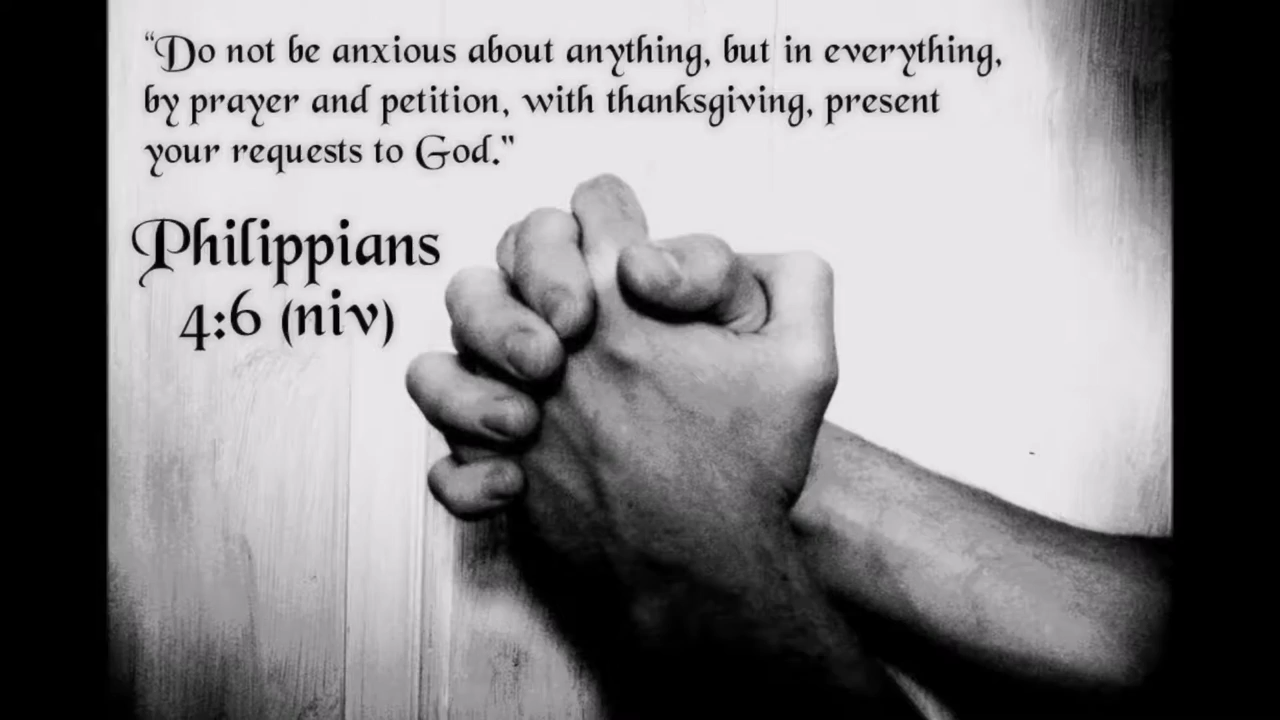 “Do not be anxious about anything, but in everything,
by prayer and petition, with thanksgiving, present
your requests to God."
Philippians
4:6 (niv)